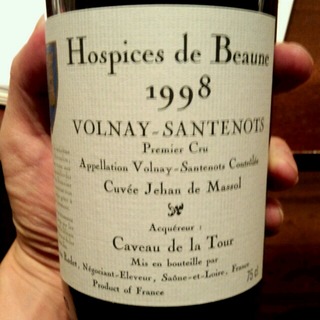 Hospices de Beaune
1998
VOLNAY-SANTENOTS
Premier Cru
Appellation Volnay-Santenots Contrôlée
Cuvée Jehan de Massol
Acquéreur :
Caveau de la Tour
Mis en bouteille par
Rodet, Négociant-Eleveur, Saône-et-Loire, France
Product of France
75 cl